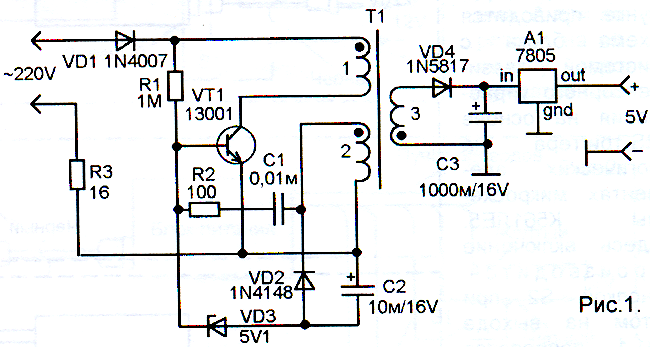 T1
VD1 1N4007
~220V
R1
1M
VT1
13001
1
VD4
1N5817
A1
7805
in
out
gnd
+
5V
–
3
2
C1
0,01м
R2
100
R3
16
+
C3
1000м/16V
VD2
1N4148
+
C2
10м/16V
VD3
5V1
Рис.1.